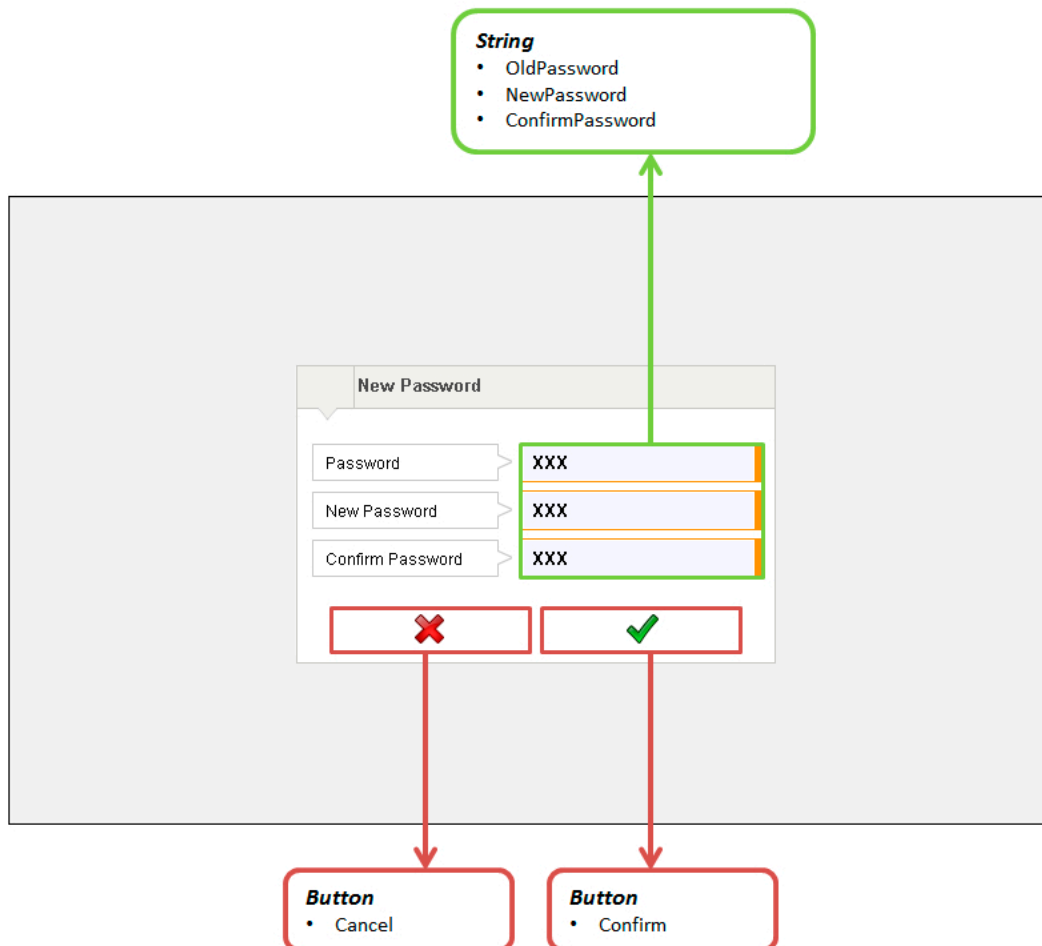 String
• OldPassword
• NewPassword
• ConfirmPassword
New Password
Password XXX
New Password XXX
Confirm Password XXX
Button
• Cancel
Button
• Confirm